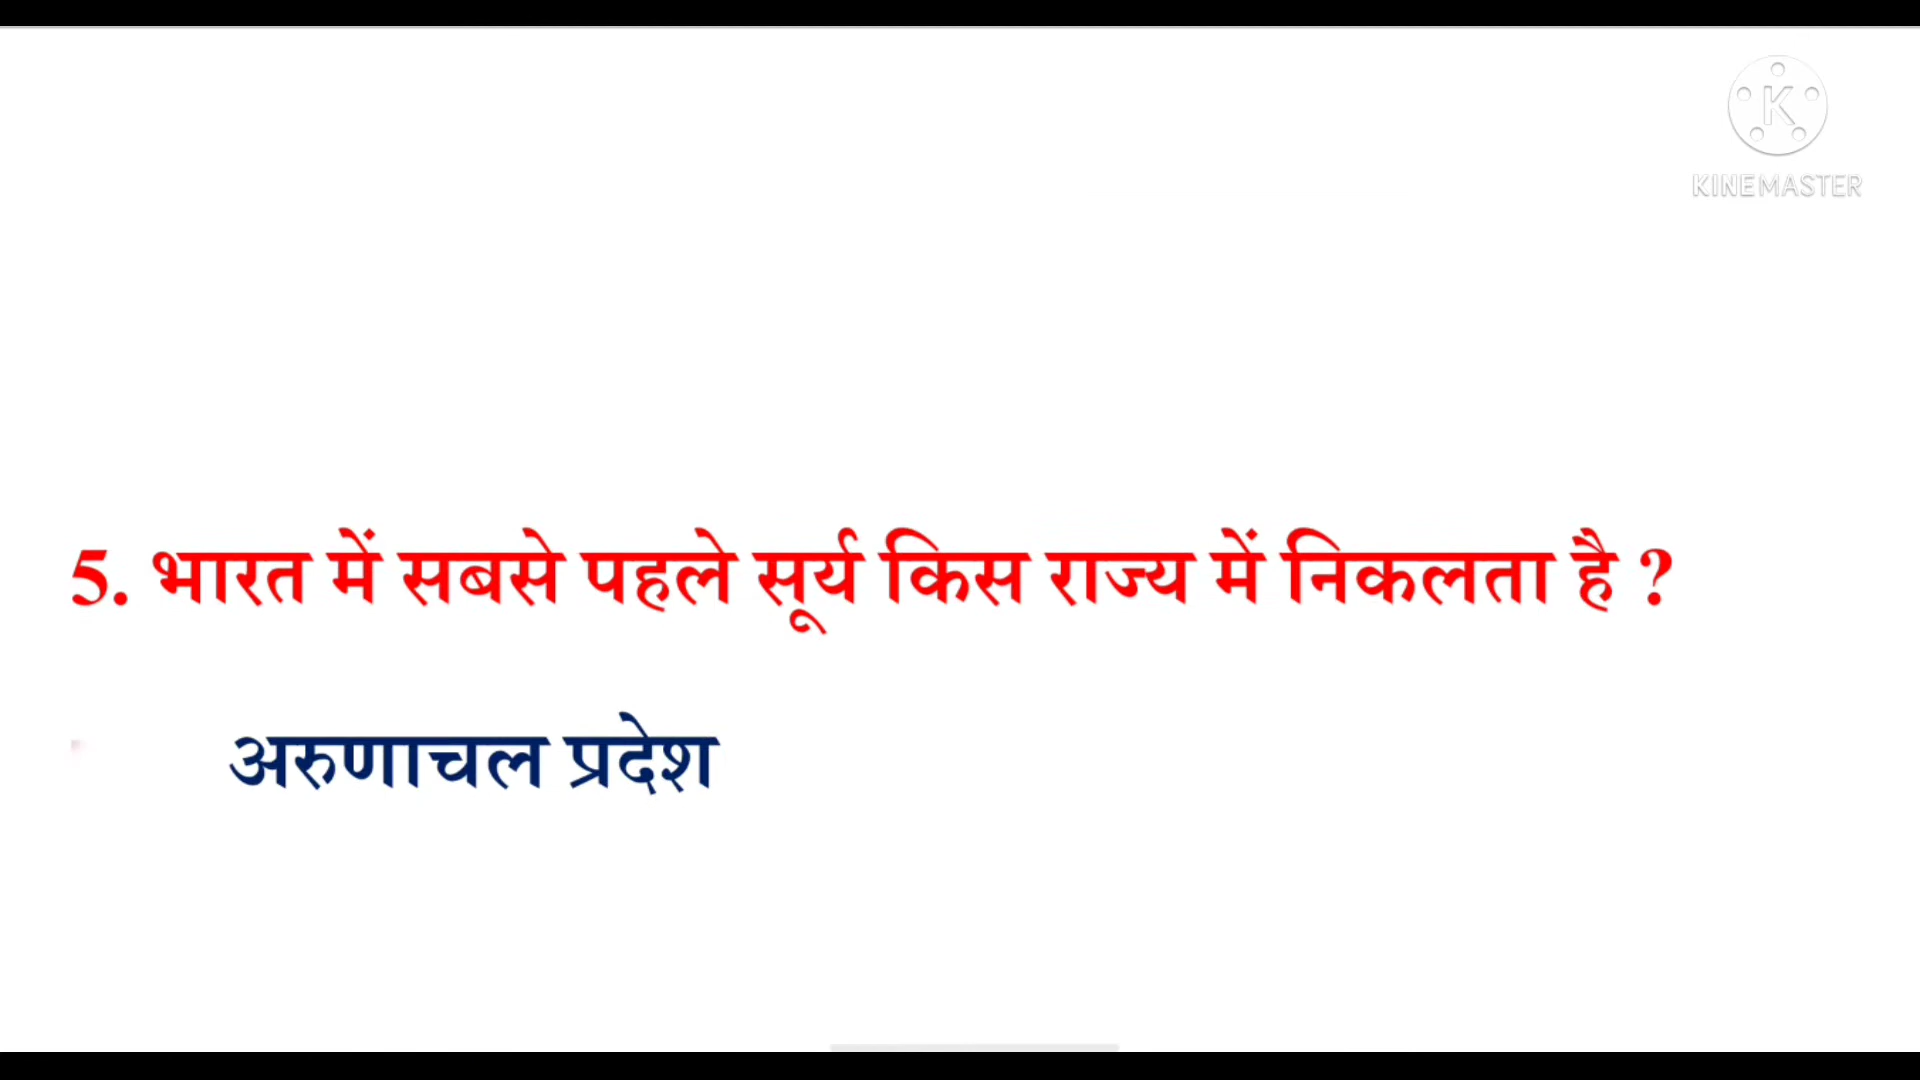 K
KINEMASTER
5. भारत में सबसे पहले सूर्य किस राज्य में निकलता है ?
अरुणाचल प्रदेश